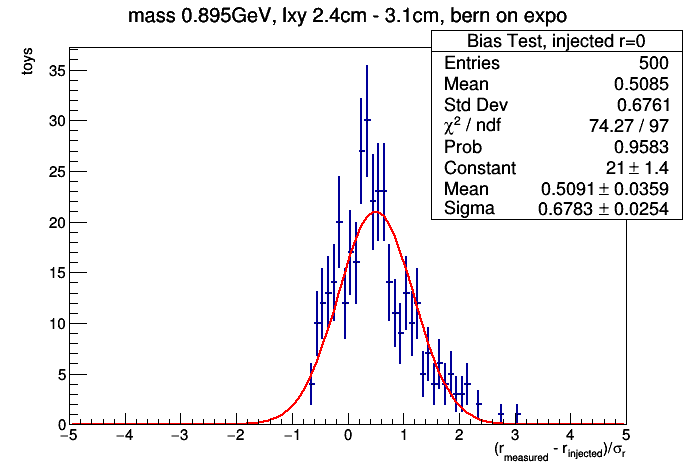 mass 0.895GeV, lxy 2.4cm - 3.1cm, bern on expo
toys
Bias Test, injected r=0
Entries 500
Mean 0.5085
Std Dev 0.6761
χ² / ndf 74.27 / 97
Prob 0.9583
Constant 21 ± 1.4
Mean 0.5091 ± 0.0359
Sigma 0.6783 ± 0.0254
35
30
25
20
15
10
5
0
−5 −4 −3 −2 −1 0 1 2 3 4 5
(r_measured - r_injected)/σ_r